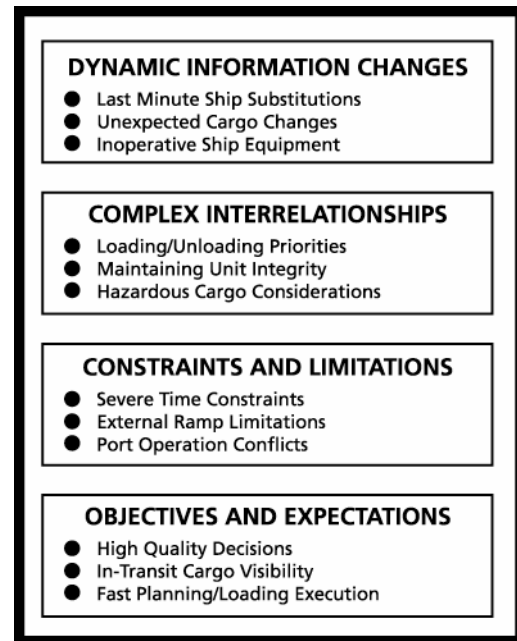 DYNAMIC INFORMATION CHANGES
● Last Minute Ship Substitutions
● Unexpected Cargo Changes
● Inoperative Ship Equipment
COMPLEX INTERRELATIONSHIPS
● Loading/Unloading Priorities
● Maintaining Unit Integrity
● Hazardous Cargo Considerations
CONSTRAINTS AND LIMITATIONS
● Severe Time Constraints
● External Ramp Limitations
● Port Operation Conflicts
OBJECTIVES AND EXPECTATIONS
● High Quality Decisions
● In-Transit Cargo Visibility
● Fast Planning/Loading Execution